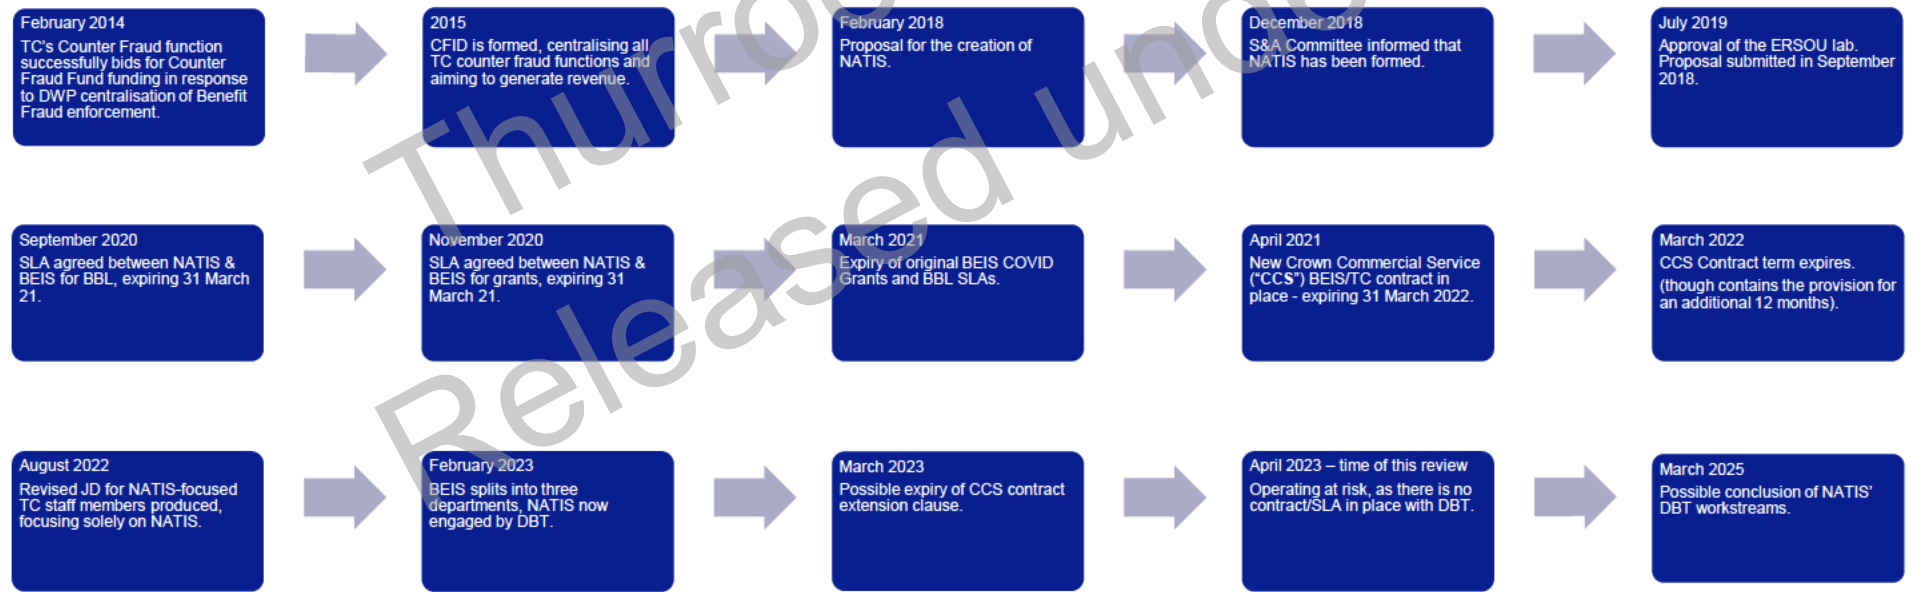 February 2014
TC's Counter Fraud function
successfully bids for Counter
Fraud Fund funding in response
to DWP centralisation of Benefit
Fraud enforcement.
2015
CFID is formed, centralising all
TC counter fraud functions and
aiming to generate revenue.
February 2018
Proposal for the creation of
NATIS.
December 2018
S&A Committee informed that
NATIS has been formed.
July 2019
Approval of the ERSOU lab.
Proposal submitted in September
2018.
September 2020
SLA agreed between NATIS &
BEIS for BBL, expiring 31 March
21.
November 2020
SLA agreed between NATIS &
BEIS for grants, expiring 31
March 21.
March 2021
Expiry of original BEIS COVID
Grants and BBL SLAs.
April 2021
New Crown Commercial Service
("CCS") BEIS/TC contract in
place - expiring 31 March 2022.
March 2022
CCS Contract term expires.
(though contains the provision for
an additional 12 months).
August 2022
Revised JD for NATIS-focused
TC staff members produced,
focusing solely on NATIS.
February 2023
BEIS splits into three
departments, NATIS now
engaged by DBT.
March 2023
Possible expiry of CCS contract
extension clause.
April 2023 – time of this review
Operating at risk, as there is no
contract/SLA in place with DBT.
March 2025
Possible conclusion of NATIS'
DBT workstreams.
Released